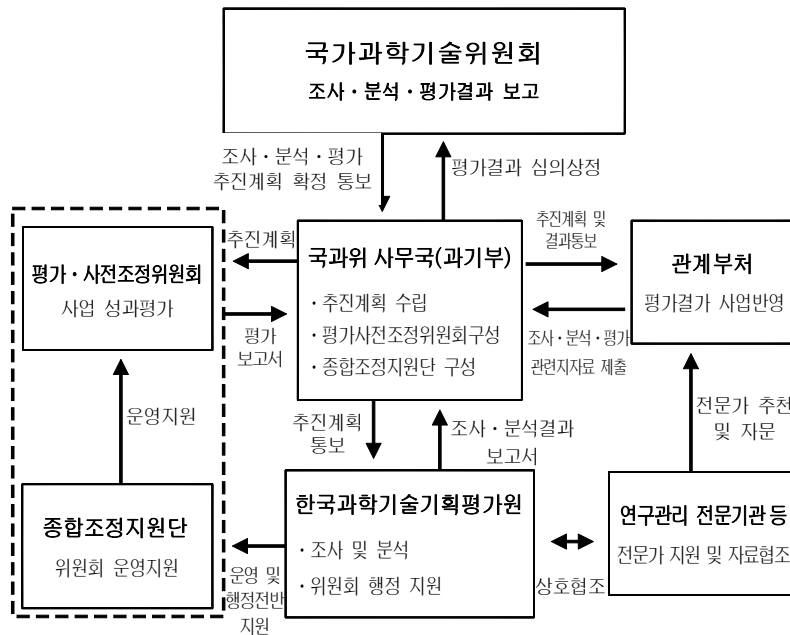 국가과학기술위원회
조사・분석・평가결과 보고
조사・분석・평가
추진계획 확정 통보
평가결과 심의상정
평가・사전조정위원회
사업 성과평가
추진계획
평가
보고서
국과위 사무국(과기부)
・추진계획 수립
・평가사전조정위원회구성
・종합조정지원단 구성
추진계획 및
결과통보
조사・분석・평가
관련지자료 제출
관계부처
평가결가 사업반영
운영지원
추진계획
통보
조사・분석결과
보고서
전문가 추천
및 자문
종합조정지원단
위원회 운영지원
운영 및
행정전반
지원
한국과학기술기획평가원
・조사 및 분석
・위원회 행정 지원
상호협조
연구관리 전문기관 등
전문가 지원 및 자료협조